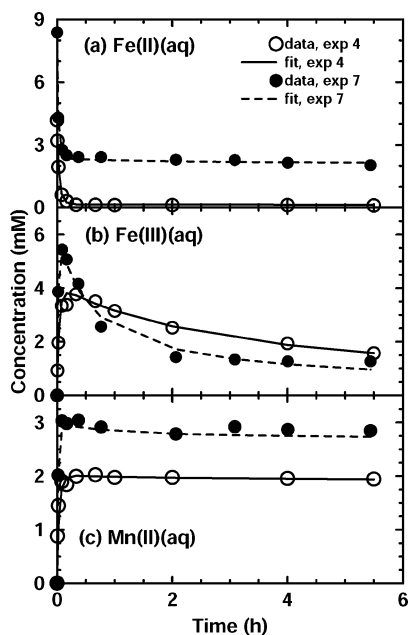 9
(a) Fe(II)(aq)
data, exp 4
fit, exp 4
data, exp 7
fit, exp 7
6
3
0
(b) Fe(III)(aq)
6
4
2
0
Concentration (mM)
3
2
1
(c) Mn(II)(aq)
0
0 2 4 6
Time (h)